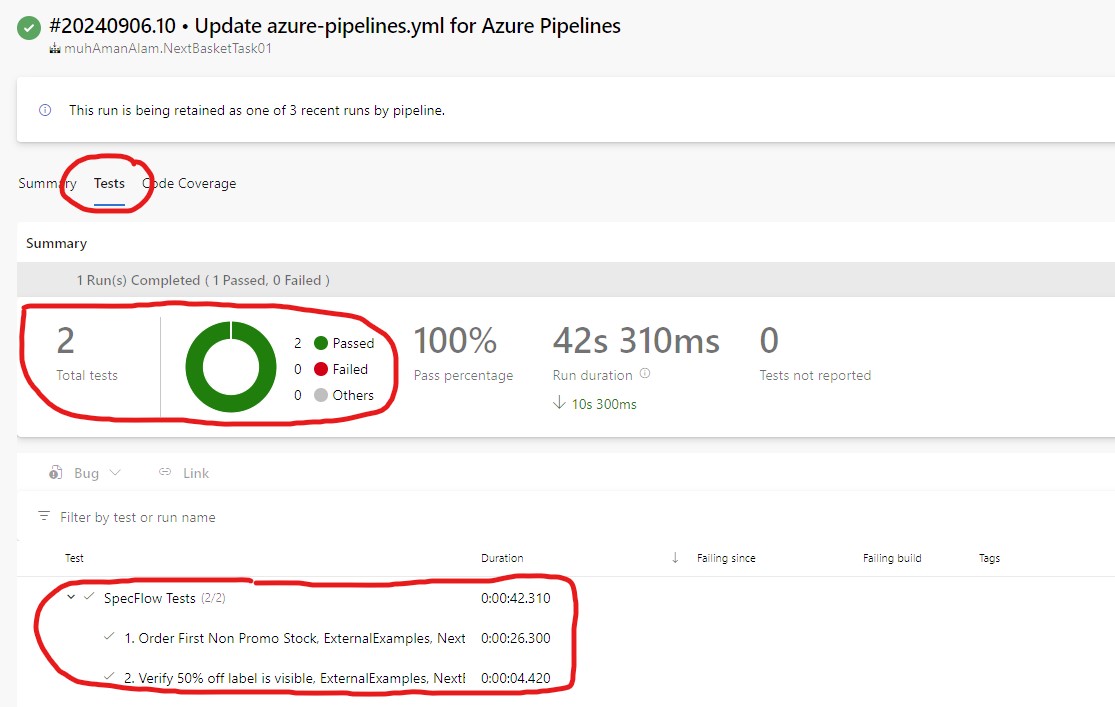 #20240906.10 • Update azure-pipelines.yml for Azure Pipelines
muhAmanAlam.NextBasketTask01
This run is being retained as one of 3 recent runs by pipeline.
Summary Tests Code Coverage
Summary
1 Run(s) Completed ( 1 Passed, 0 Failed )
2
Total tests
2 Passed
0 Failed
0 Others
100%
Pass percentage
42s 310ms
Run duration
10s 300ms
0
Tests not reported
Bug Link
Filter by test or run name
Test Duration Failing since Failing build Tags
SpecFlow Tests (2/2) 0:00:42.310
1. Order First Non Promo Stock, ExternalExamples, Next 0:00:26.300
2. Verify 50% off label is visible, ExternalExamples, Next 0:00:04.420